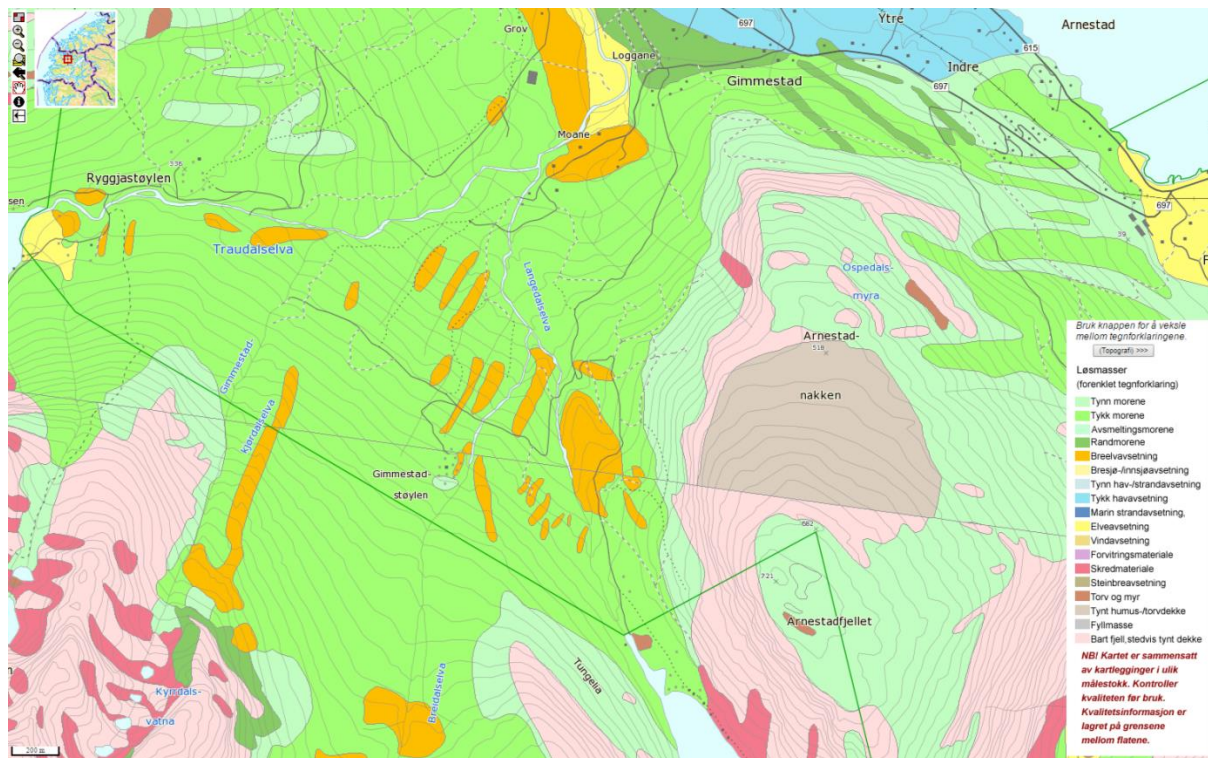 697
Ytre
Arnestad
Grov
Loggane
615
Indre
Gimmestad
697
697
Moane
336
Ryggjastøylen
sen
697
39
F
Traudalselva
Langedalselva
Ospedals-
myra
Arnestad-
518
nakken
Gimmestad-
kjørdalselva
Gimmestad-
støylen
662
721
Arnestadfjellet
Tungelia
Breidalselva
Kyrrdals-
vatna
n
200 m
Bruk knappen for å veksle
mellom tegnforklaringene.
(Topografi) >>>
Løsmasser
(forenklet tegnforklaring)
Tynn morene
Tykk morene
Avsmeltingsmorene
Randmorene
Breelvavsetning
Bresjø-/innsjøavsetning
Tynn hav-/strandavsetning
Tykk havavsetning
Marin strandavsetning,
Elveavsetning
Vindavsetning
Forvitringsmateriale
Skredmateriale
Steinbreavsetning
Torv og myr
Tynt humus-/torvdekke
Fyllmasse
Bart fjell,stedvis tynt dekke
NB! Kartet er sammensatt
av kartlegginger i ulik
målestokk. Kontroller
kvaliteten før bruk.
Kvalitetsinformasjon er
lagret på grensene
mellom flatene.